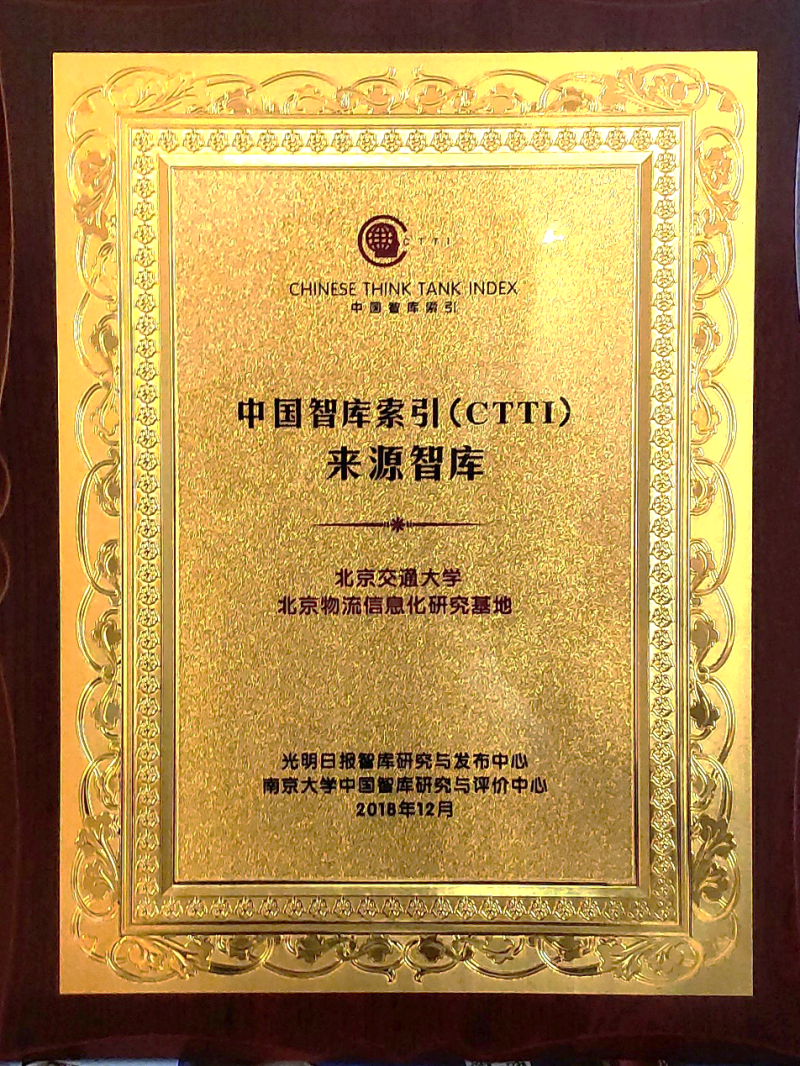 CTTI
CHINESE THINK TANK INDEX
中国智库索引
中国智库索引(CTTI)
来源智库
北京交通大学
北京物流信息化研究基地
光明日报智库研究与发布中心
南京大学中国智库研究与评价中心
2018年12月